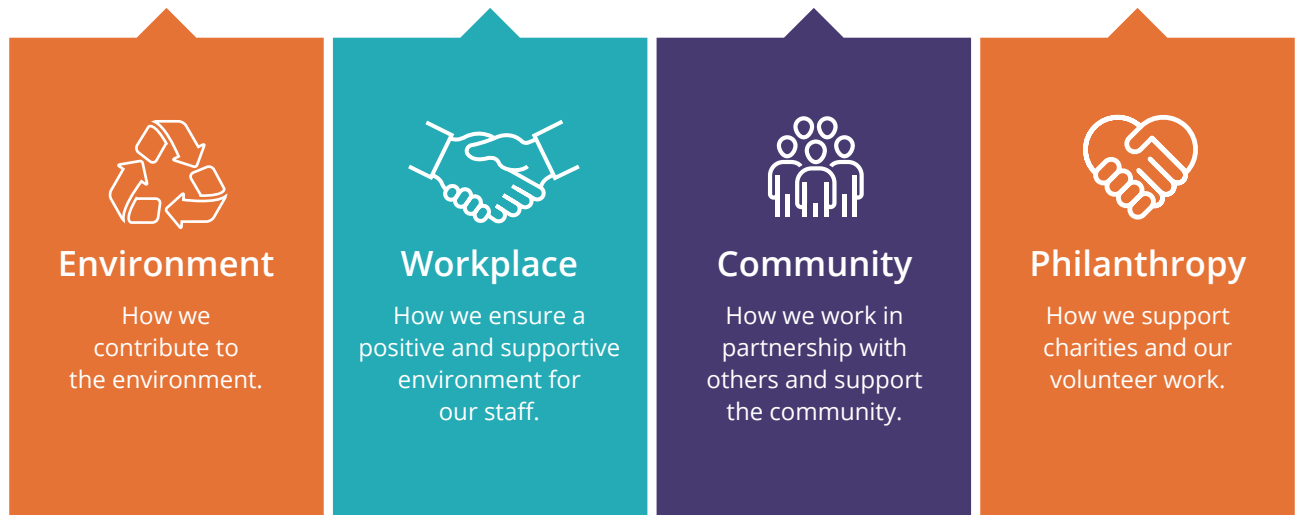 Environment
How we
contribute to
the environment.
Workplace
How we ensure a
positive and supportive
environment for
our staff.
Community
How we work in
partnership with
others and support
the community.
Philanthropy
How we support
charities and our
volunteer work.